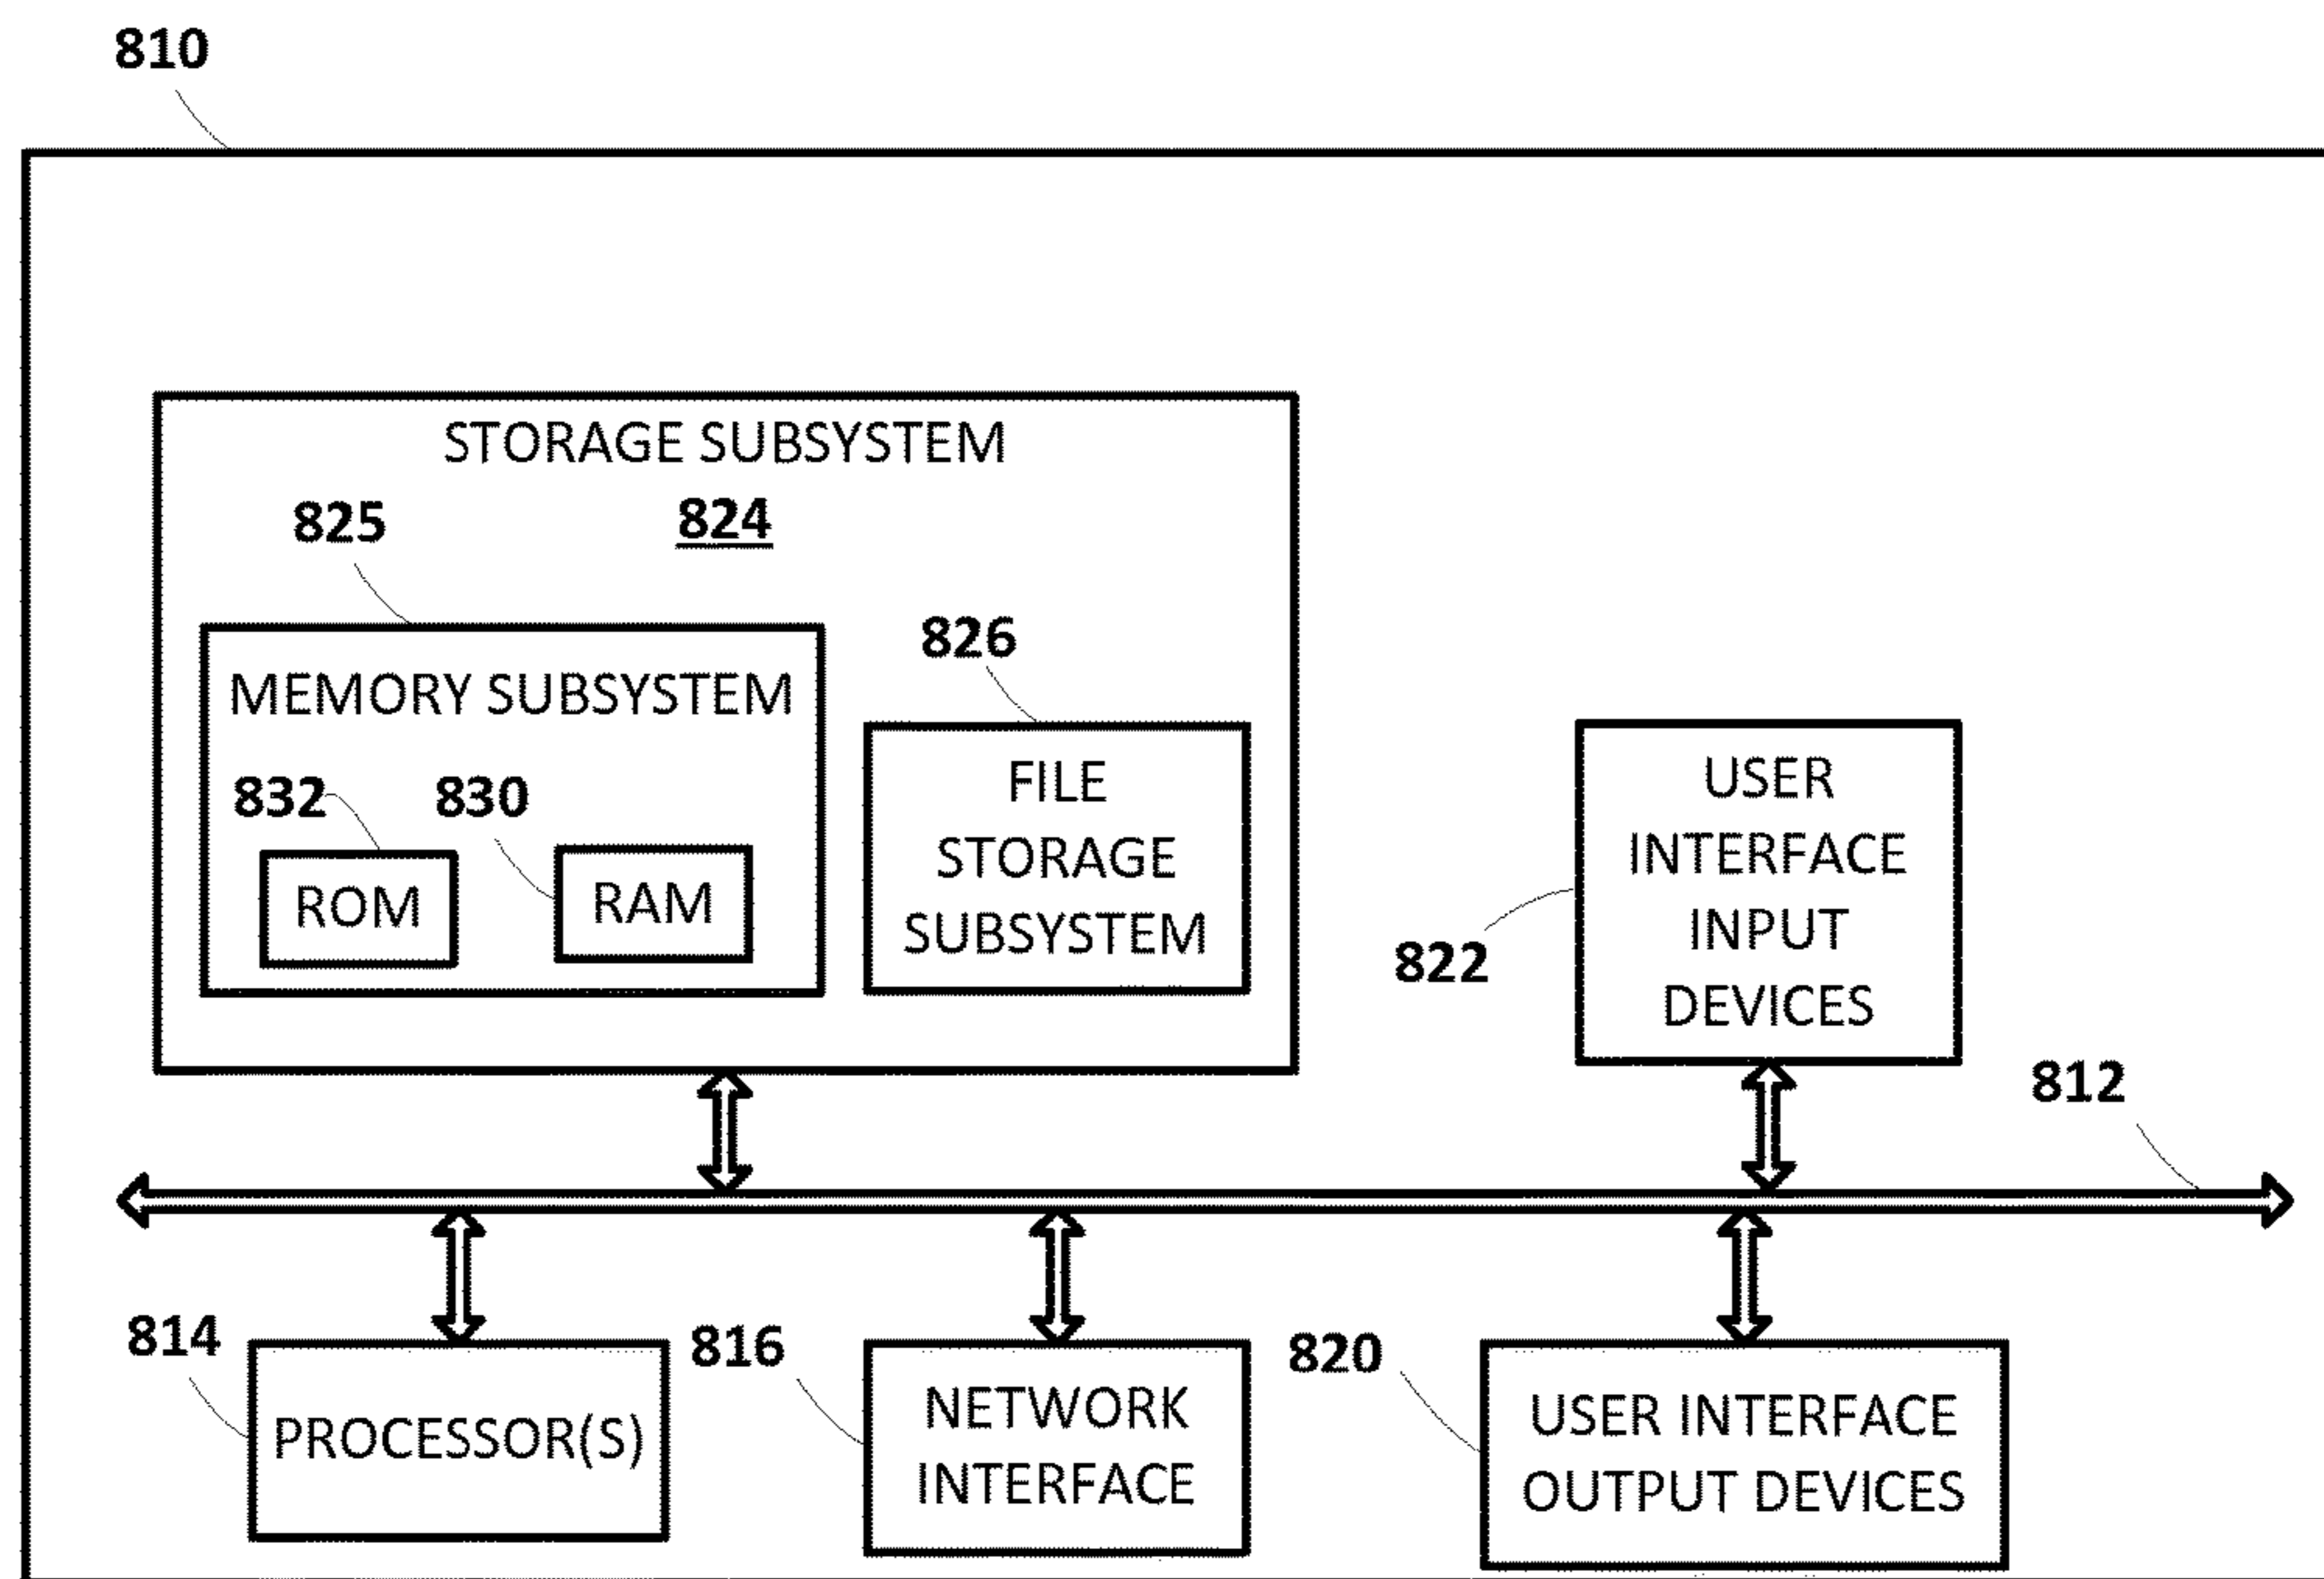 810
STORAGE SUBSYSTEM
825
824
826
MEMORY SUBSYSTEM
832
830
ROM
RAM
FILE
STORAGE
SUBSYSTEM
USER
INTERFACE
INPUT
DEVICES
822
812
814
PROCESSOR(S)
816
NETWORK
INTERFACE
820
USER INTERFACE
OUTPUT DEVICES